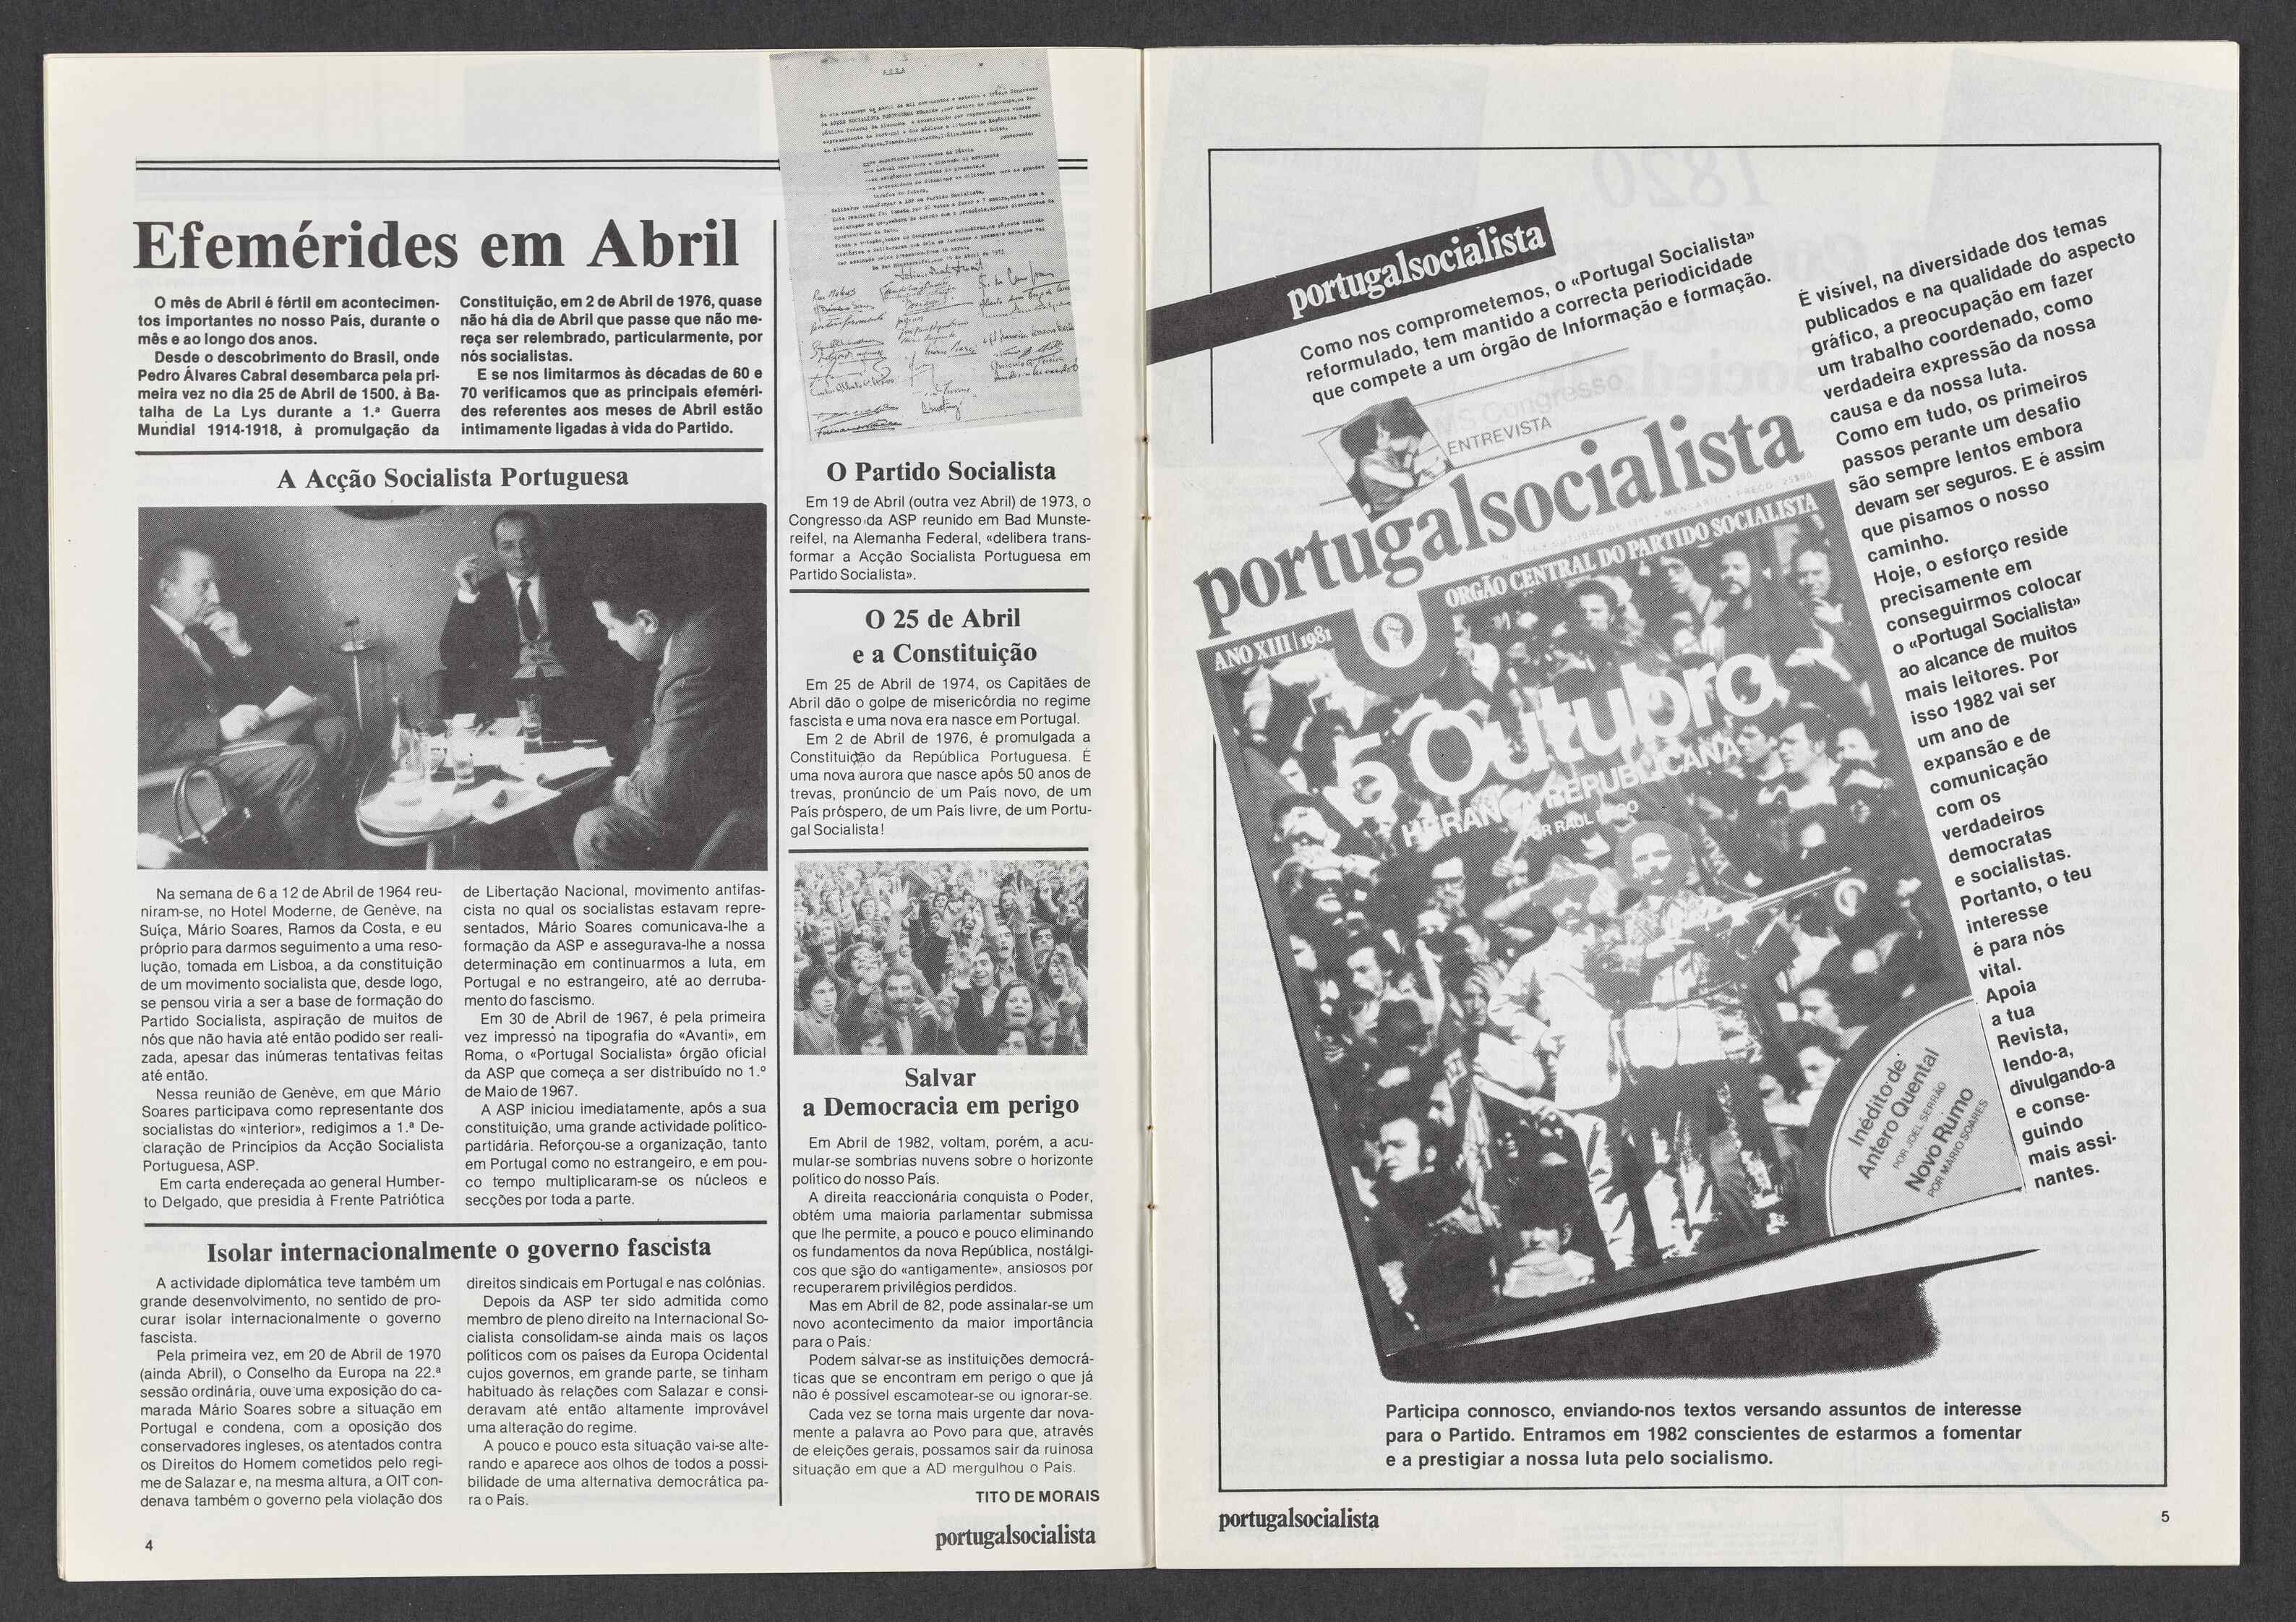 Efemérides em Abril
O mês de Abril é fértil em acontecimen-
tos importantes no nosso País, durante o
mês e ao longo dos anos.
Desde o descobrimento do Brasil, onde
Pedro Álvares Cabral desembarca pela pri-
meira vez no dia 25 de Abril de 1500, à Ba-
talha de La Lys durante a 1.ª Guerra
Mundial 1914-1918, à promulgação da
Constituição, em 2 de Abril de 1976, quase
não há dia de Abril que passe que não me-
reça ser relembrado, particularmente, por
nós socialistas.
E se nos limitarmos às décadas de 60 e
70 verificamos que as principais efeméri-
des referentes aos meses de Abril estão
intimamente ligadas à vida do Partido.
A Acção Socialista Portuguesa
Na semana de 6 a 12 de Abril de 1964 reu-
niram-se, no Hotel Moderne, de Genève, na
Suíça, Mário Soares, Ramos da Costa, e eu
próprio para darmos seguimento a uma reso-
lução, tomada em Lisboa, a da constituição
de um movimento socialista que, desde logo,
se pensou viria a ser a base de formação do
Partido Socialista, aspiração de muitos de
nós que não havia até então podido ser reali-
zada, apesar das inúmeras tentativas feitas
até então.
Nessa reunião de Genève, em que Mário
Soares participava como representante dos
socialistas do «interior», redigimos a 1.ª De-
claração de Princípios da Acção Socialista
Portuguesa, ASP.
Em carta endereçada ao general Humber-
to Delgado, que presidia à Frente Patriótica
de Libertação Nacional, movimento antifas-
cista no qual os socialistas estavam repre-
sentados, Mário Soares comunicava-lhe a
formação da ASP e assegurava-lhe a nossa
determinação em continuarmos a luta, em
Portugal e no estrangeiro, até ao derruba-
mento do fascismo.
Em 30 de Abril de 1967, é pela primeira
vez impresso na tipografia do «Avanti», em
Roma, o «Portugal Socialista» órgão oficial
da ASP que começa a ser distribuído no 1.º
de Maio de 1967.
A ASP iniciou imediatamente, após a sua
constituição, uma grande actividade político-
partidária. Reforçou-se a organização, tanto
em Portugal como no estrangeiro, e em pou-
co tempo multiplicaram-se os núcleos e
secções por toda a parte.
Isolar internacionalmente o governo fascista
A actividade diplomática teve também um
grande desenvolvimento, no sentido de pro-
curar isolar internacionalmente o governo
fascista.
Pela primeira vez, em 20 de Abril de 1970
(ainda Abril), o Conselho da Europa na 22.ª
sessão ordinária, ouve uma exposição do ca-
marada Mário Soares sobre a situação em
Portugal e condena, com a oposição dos
conservadores ingleses, os atentados contra
os Direitos do Homem cometidos pelo regi-
me de Salazar e, na mesma altura, a OIT con-
denava também o governo pela violação dos
direitos sindicais em Portugal e nas colónias.
Depois da ASP ter sido admitida como
membro de pleno direito na Internacional So-
cialista consolidam-se ainda mais os laços
políticos com os países da Europa Ocidental
cujos governos, em grande parte, se tinham
habituado às relações com Salazar e consi-
deravam até então altamente improvável
uma alteração do regime.
A pouco e pouco esta situação vai-se alte-
rando e aparece aos olhos de todos a possi-
bilidade de uma alternativa democrática pa-
ra o País.
O Partido Socialista
Em 19 de Abril (outra vez Abril) de 1973, o
Congresso da ASP reunido em Bad Munste-
reifel, na Alemanha Federal, «delibera trans-
formar a Acção Socialista Portuguesa em
Partido Socialista».
O 25 de Abril
e a Constituição
Em 25 de Abril de 1974, os Capitães de
Abril dão o golpe de misericórdia no regime
fascista e uma nova era nasce em Portugal.
Em 2 de Abril de 1976, é promulgada a
Constituição da República Portuguesa. É
uma nova aurora que nasce após 50 anos de
trevas, pronúncio de um País novo, de um
País próspero, de um País livre, de um Portu-
gal Socialista!
Salvar
a Democracia em perigo
Em Abril de 1982, voltam, porém, a acu-
mular-se sombrias nuvens sobre o horizonte
político do nosso País.
A direita reaccionária conquista o Poder,
obtém uma maioria parlamentar submissa
que lhe permite, a pouco e pouco eliminando
os fundamentos da nova República, nostálgi-
cos que são do «antigamente», ansiosos por
recuperarem privilégios perdidos.
Mas em Abril de 82, pode assinalar-se um
novo acontecimento da maior importância
para o País:
Podem salvar-se as instituições democrá-
ticas que se encontram em perigo o que já
não é possível escamotear-se ou ignorar-se.
Cada vez se torna mais urgente dar nova-
mente a palavra ao Povo para que, através
de eleições gerais, possamos sair da ruinosa
situação em que a AD mergulhou o País.
TITO DE MORAIS
4
portugalsocialista
portugalsocialista
Como nos comprometemos, o «Portugal Socialista»
reformulado, tem mantido a correcta periodicidade
que compete a um órgão de Informação e formação.
ENTREVISTA
portugalsocialista
ORGÃO CENTRAL DO PARTIDO SOCIALISTA
ANO XIII | 1981
5 Outubro
HERANÇA REPUBLICANA
POR RAUL REGO
Inédito de
Antero Quental
POR JOEL SERRÃO
Novo Rumo
POR MÁRIO SOARES
É visível, na diversidade dos temas
publicados e na qualidade do aspecto
gráfico, a preocupação em fazer
um trabalho coordenado, como
verdadeira expressão da nossa
causa e da nossa luta.
Como em tudo, os primeiros
passos perante um desafio
são sempre lentos embora
devam ser seguros. E é assim
que pisamos o nosso
caminho.
Hoje, o esforço reside
precisamente em
conseguirmos colocar
o «Portugal Socialista»
ao alcance de muitos
mais leitores. Por
isso 1982 vai ser
um ano de
expansão e de
comunicação
com os
verdadeiros
democratas
e socialistas.
Portanto, o teu
interesse
é para nós
vital.
Apoia
a tua
Revista,
lendo-a,
divulgando-a
e conse-
guindo
mais assi-
nantes.
Participa connosco, enviando-nos textos versando assuntos de interesse
para o Partido. Entramos em 1982 conscientes de estarmos a fomentar
e a prestigiar a nossa luta pelo socialismo.
portugalsocialista
5